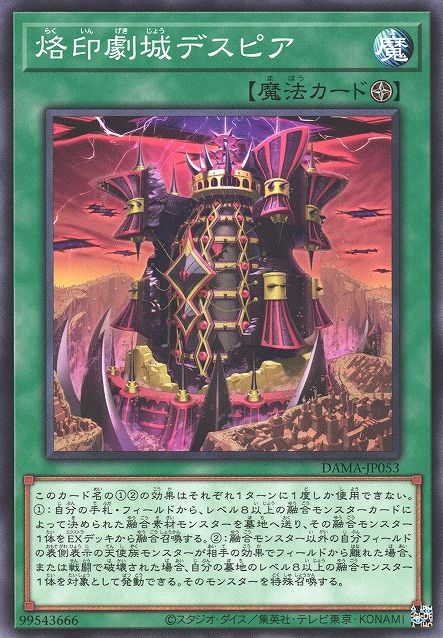 烙印劇城デスピア
魔
【魔法カード】
DAMA-JP053
このカード名の①②の効果はそれぞれ1ターンに1度しか使用できない。
①：自分の手札・フィールドから、レベル8以上の融合モンスターカードに
よって決められた融合素材モンスターを墓地へ送り、その融合モンスター
1体をEXデッキから融合召喚する。②：融合モンスター以外の自分フィールド
の表側表示の天使族モンスターが相手の効果でフィールドから離れた場合、
または戦闘で破壊された場合、自分の墓地のレベル8以上の融合モンスター
1体を対象として発動できる。そのモンスターを特殊召喚する。
99543666
©スタジオ・ダイス／集英社・テレビ東京・KONAMI